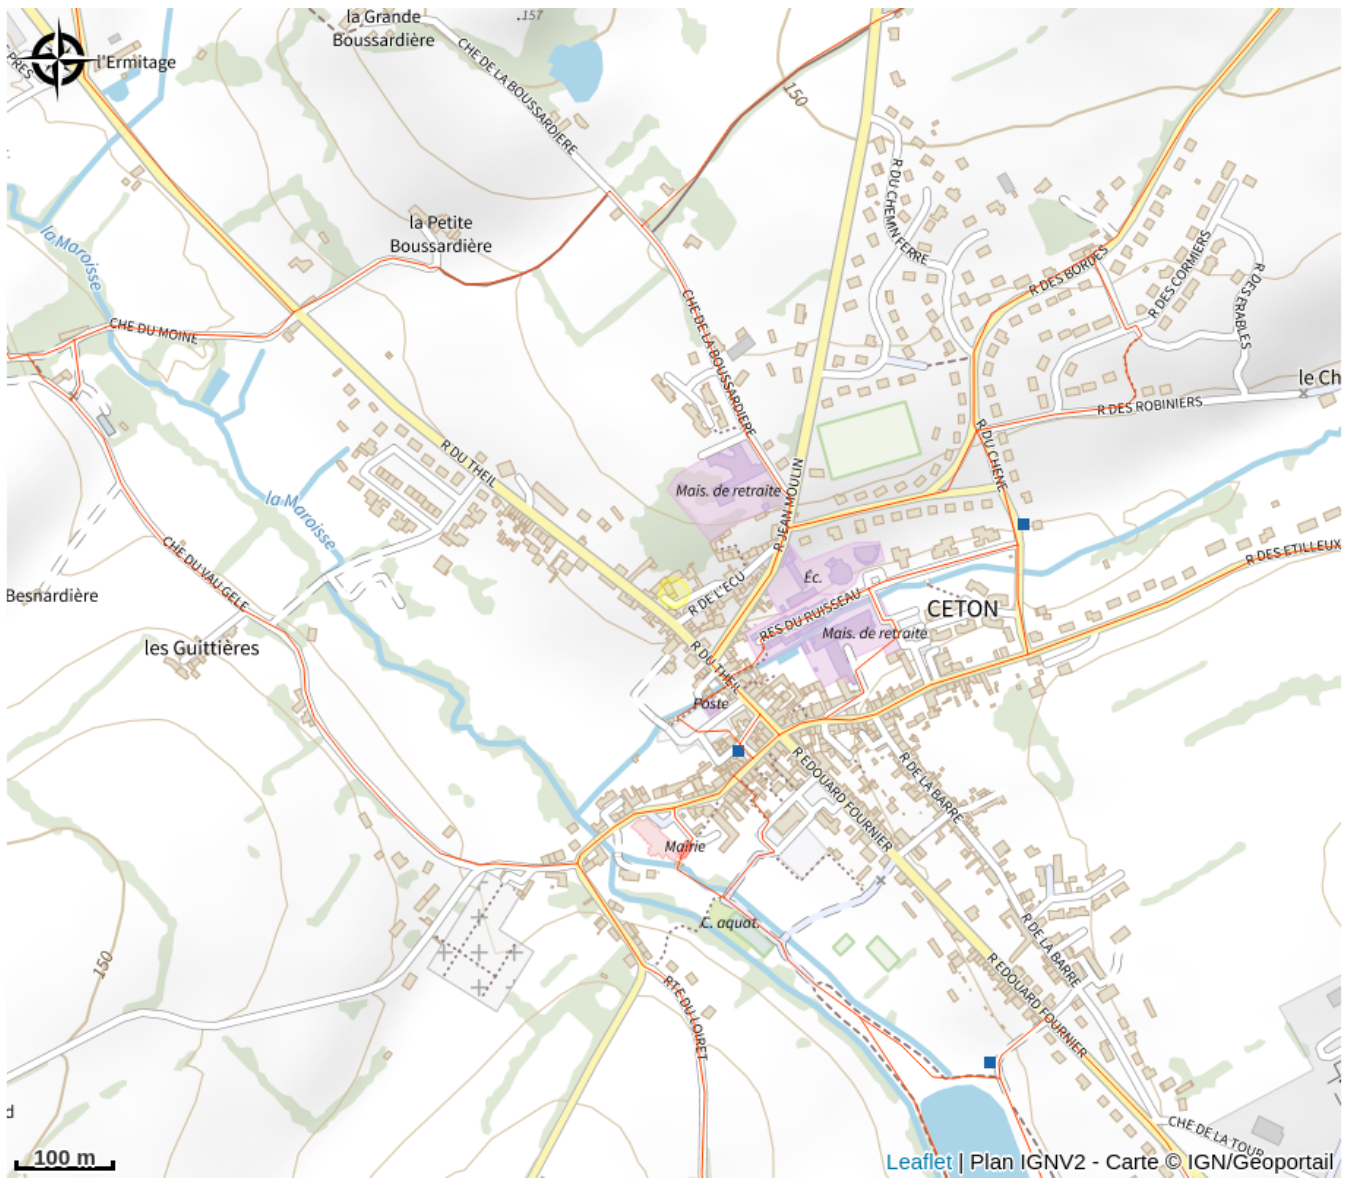 la Grande
Boussardière
.157
PRES
l'Ermitage
CHE DE LA BOUSSARDIERE
150
la Petite
Boussardière
la Maroisse
CHE DU MOINE
R DU CHEMIN FERRE
R DES BORDES
R DES CORMIERS
R DES ERABLES
CHE DE LA BOUSSARDIERE
le Ch
R DES ROBINIERS
R DU CHENE
R DU THEIL
Mais. de retraite
R JEAN MOULIN
la Maroisse
CHE DU VAU GELE
Besnardière
les Guittières
R DE L'ECU
Éc.
RES DU RUISSEAU
Mais. de retraite
CETON
R DES ETILLEUX
R DU THEIL
Poste
R EDOUARD FOURNIER
R DE LA BARRE
Mairie
C. aquat.
R DE LA BARRE
R EDOUARD FOURNIER
150
RTE DU LOIRET
d
CHE DE LA TOUR
100 m
Leaflet | Plan IGNV2 - Carte © IGN/Geoportail